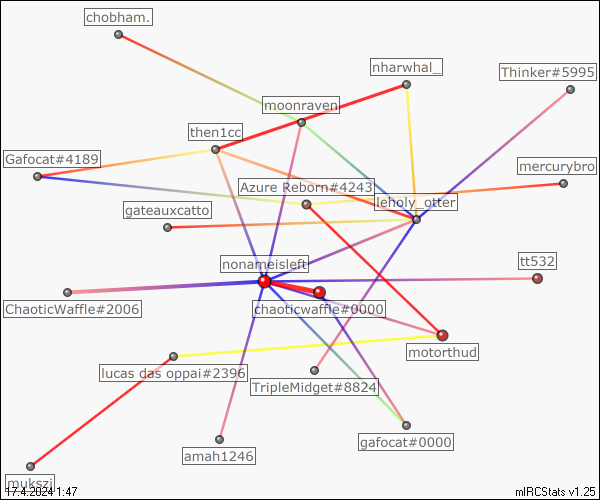 chobham.
nharwhal_
Thinker#5995
moonraven
then1cc
Gafocat#4189
mercurybro
Azure Reborn#4243
leholy_otter
gateauxcatto
nonameisleft
tt532
ChaoticWaffle#2006
chaoticwaffle#0000
motorthud
lucas das oppai#2396
TripleMidget#8824
gafocat#0000
amah1246
mukszi
17.4.2024 1:47
mIRCStats v1.25